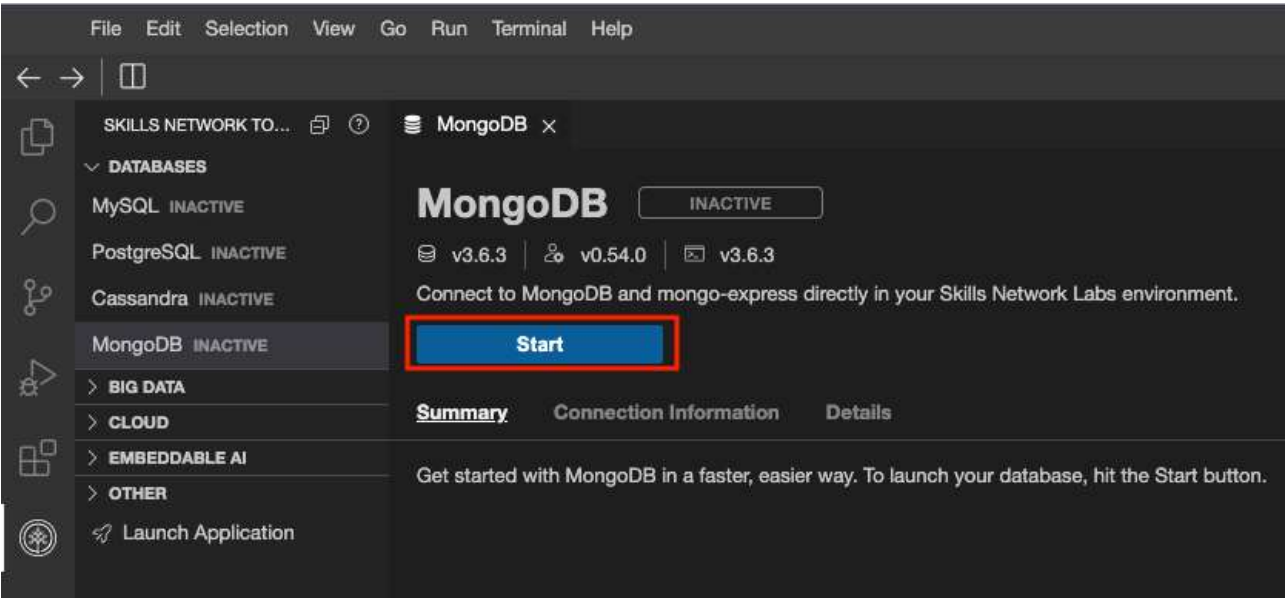 File Edit Selection View Go Run Terminal Help
SKILLS NETWORK TO...
DATABASES
MySQL INACTIVE
PostgreSQL INACTIVE
Cassandra INACTIVE
MongoDB INACTIVE
BIG DATA
CLOUD
EMBEDDABLE AI
OTHER
Launch Application
MongoDB
MongoDB INACTIVE
v3.6.3 v0.54.0 v3.6.3
Connect to MongoDB and mongo-express directly in your Skills Network Labs environment.
Start
Summary Connection Information Details
Get started with MongoDB in a faster, easier way. To launch your database, hit the Start button.